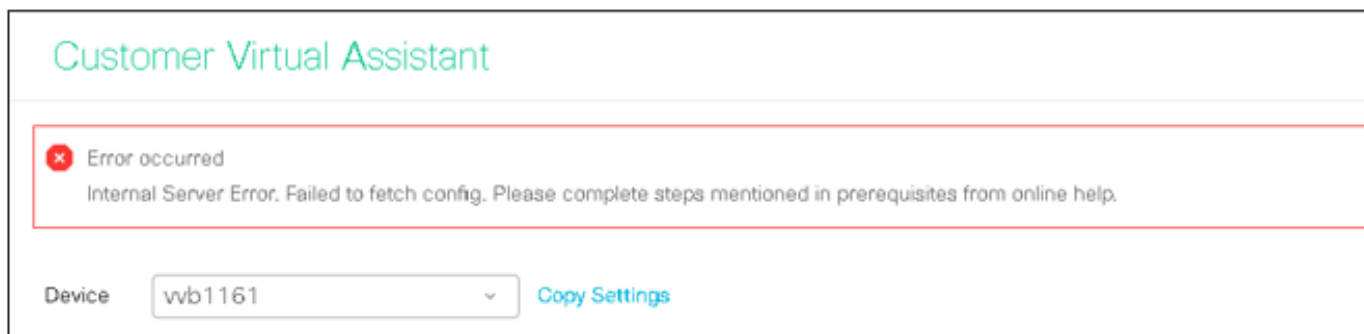 Customer Virtual Assistant
Error occurred
Internal Server Error. Failed to fetch config. Please complete steps mentioned in prerequisites from online help.
Device vvb1161 Copy Settings